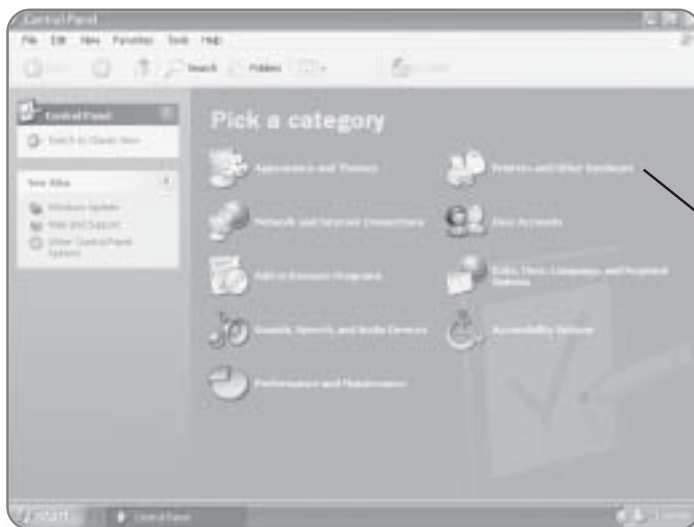 Control Panel
File Edit View Favorites Tools Help
Search Folders
Control Panel
Switch to Classic View
See Also
Windows Update
Help and Support
Other Control Panel
Options
Pick a category
Appearance and Themes
Printers and Other Hardware
Network and Internet Connections
User Accounts
Add or Remove Programs
Date, Time, Language, and Regional
Options
Sounds, Speech, and Audio Devices
Accessibility Options
Performance and Maintenance
start
Control Panel